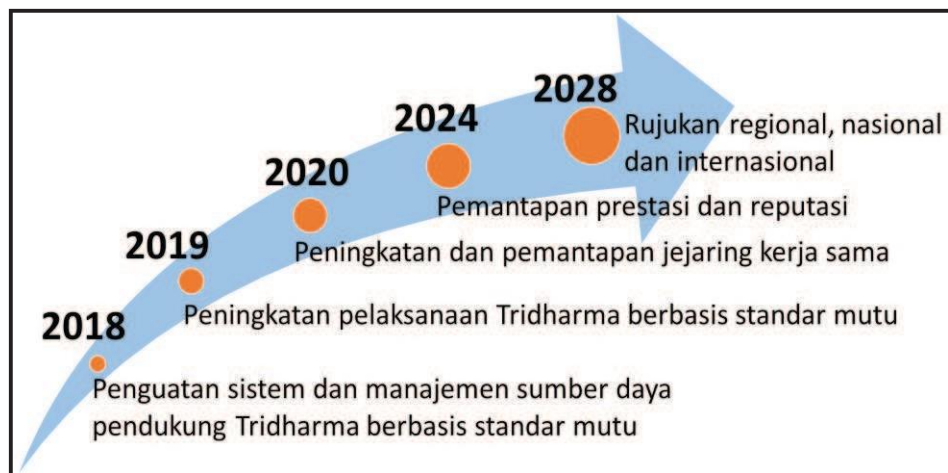 2028
Rujukan regional, nasional
dan internasional
2024
Pemantapan prestasi dan reputasi
2020
Peningkatan dan pemantapan jejaring kerja sama
2019
Peningkatan pelaksanaan Tridharma berbasis standar mutu
2018
Penguatan sistem dan manajemen sumber daya
pendukung Tridharma berbasis standar mutu